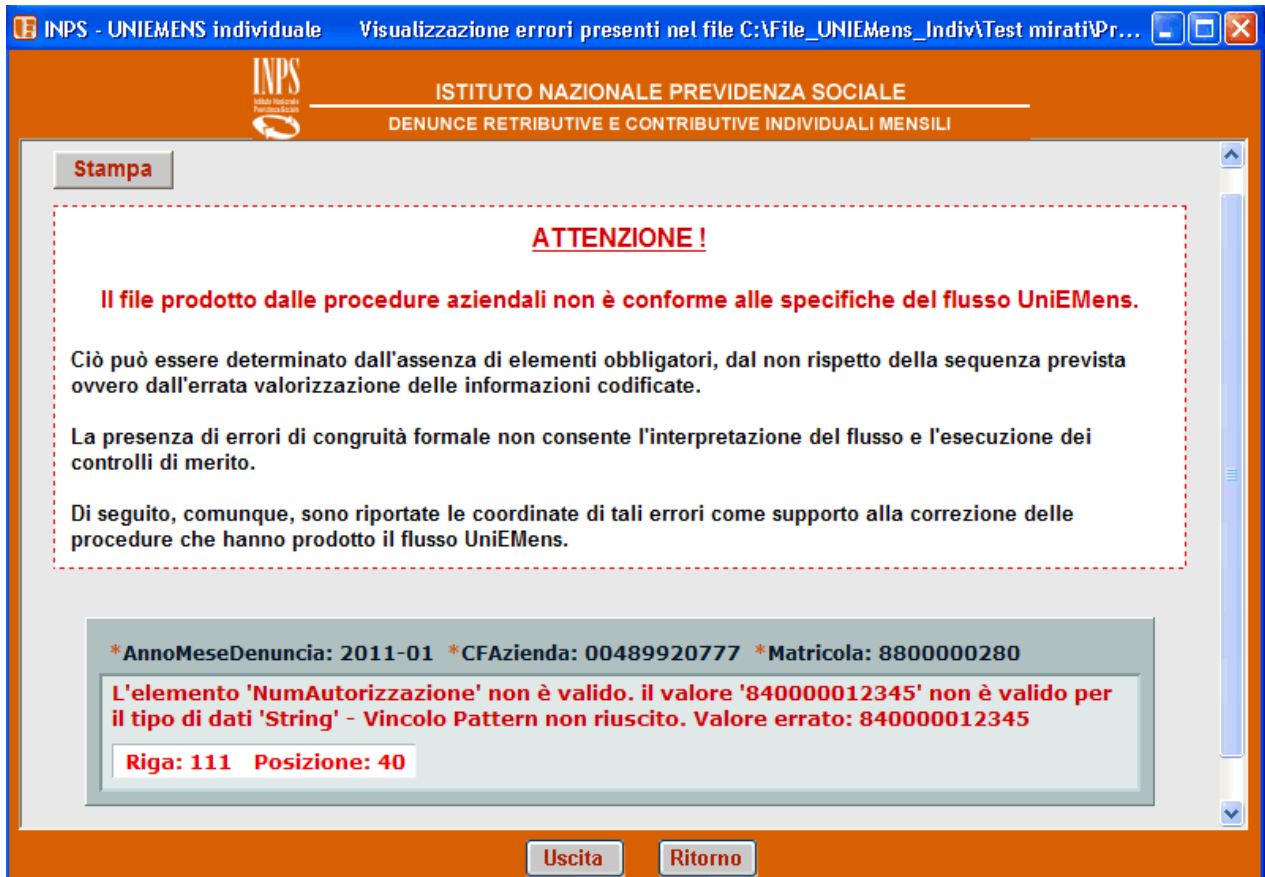 INPS - UNIEMENS individuale Visualizzazione errori presenti nel file C:\File_UNIEMens_Indiv\Test mirati\Pr...
INPS
Istituto Nazionale
Previdenza Sociale
ISTITUTO NAZIONALE PREVIDENZA SOCIALE
DENUNCE RETRIBUTIVE E CONTRIBUTIVE INDIVIDUALI MENSILI
Stampa
ATTENZIONE !
Il file prodotto dalle procedure aziendali non è conforme alle specifiche del flusso UniEMens.
Ciò può essere determinato dall'assenza di elementi obbligatori, dal non rispetto della sequenza prevista
ovvero dall'errata valorizzazione delle informazioni codificate.
La presenza di errori di congruità formale non consente l'interpretazione del flusso e l'esecuzione dei
controlli di merito.
Di seguito, comunque, sono riportate le coordinate di tali errori come supporto alla correzione delle
procedure che hanno prodotto il flusso UniEMens.
*AnnoMeseDenuncia: 2011-01 *CFAzienda: 00489920777 *Matricola: 8800000280
L'elemento 'NumAutorizzazione' non è valido. il valore '840000012345' non è valido per
il tipo di dati 'String' - Vincolo Pattern non riuscito. Valore errato: 840000012345
Riga: 111 Posizione: 40
Uscita Ritorno